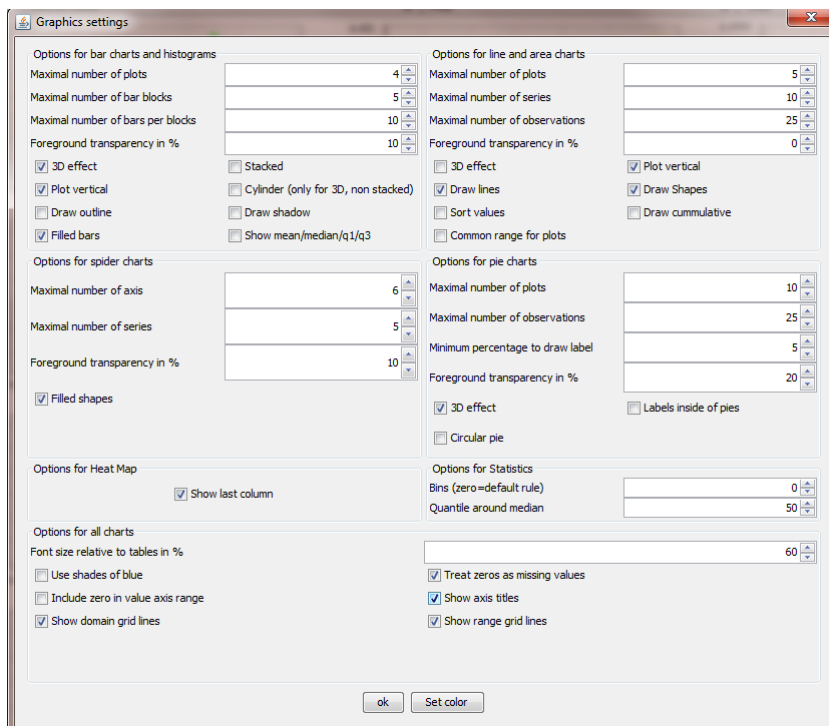 Graphics settings
Options for bar charts and histograms
Maximal number of plots 4
Maximal number of bar blocks 5
Maximal number of bars per blocks 10
Foreground transparency in % 10
3D effect Stacked
Plot vertical Cylinder (only for 3D, non stacked)
Draw outline Draw shadow
Filled bars Show mean/median/q1/q3
Options for line and area charts
Maximal number of plots 5
Maximal number of series 10
Maximal number of observations 25
Foreground transparency in % 0
3D effect Plot vertical
Draw lines Draw Shapes
Sort values Draw cummulative
Common range for plots
Options for spider charts
Maximal number of axis 6
Maximal number of series 5
Foreground transparency in % 10
Filled shapes
Options for pie charts
Maximal number of plots 10
Maximal number of observations 25
Minimum percentage to draw label 5
Foreground transparency in % 20
3D effect Labels inside of pies
Circular pie
Options for Heat Map
Show last column
Options for Statistics
Bins (zero=default rule) 0
Quantile around median 50
Options for all charts
Font size relative to tables in % 60
Use shades of blue Treat zeros as missing values
Include zero in value axis range Show axis titles
Show domain grid lines Show range grid lines
ok Set color